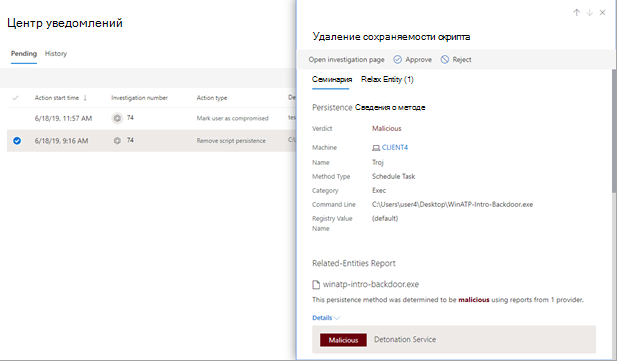 Центр уведомлений
Pending History
Action start time ↓ Investigation number Action type De
6/18/19, 11:57 AM 74 Mark user as compromised tes
6/18/19, 9:16 AM 74 Remove script persistence C:\
Удаление сохраняемости скрипта
Open investigation page Approve Reject
Семинария Relax Entity (1)
Persistence Сведения о методе
Verdict Malicious
Machine CLIENT4
Name Troj
Method Type Schedule Task
Category Exec
Command Line C:\Users\user4\Desktop\WinATP-Intro-Backdoor.exe
Registry Value (default)
Name
Related-Entities Report
winatp-intro-backdoor.exe
This persistence method was determined to be malicious using reports from 1 provider.
Details
Malicious Detonation Service